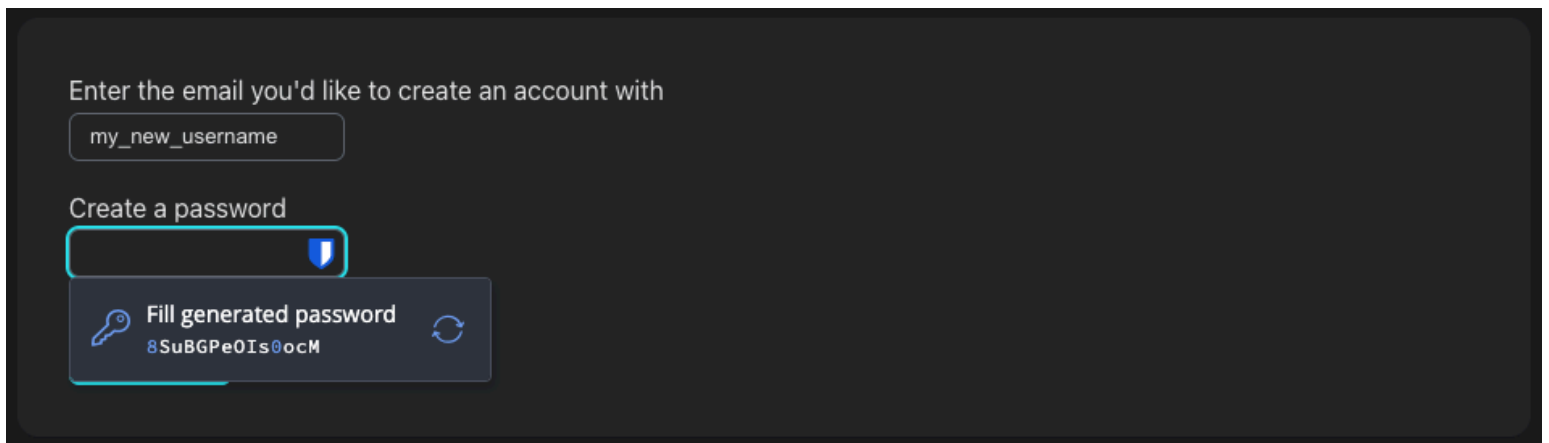 Enter the email you'd like to create an account with
my_new_username
Create a password
Fill generated password
8SuBGPeOIs0ocM